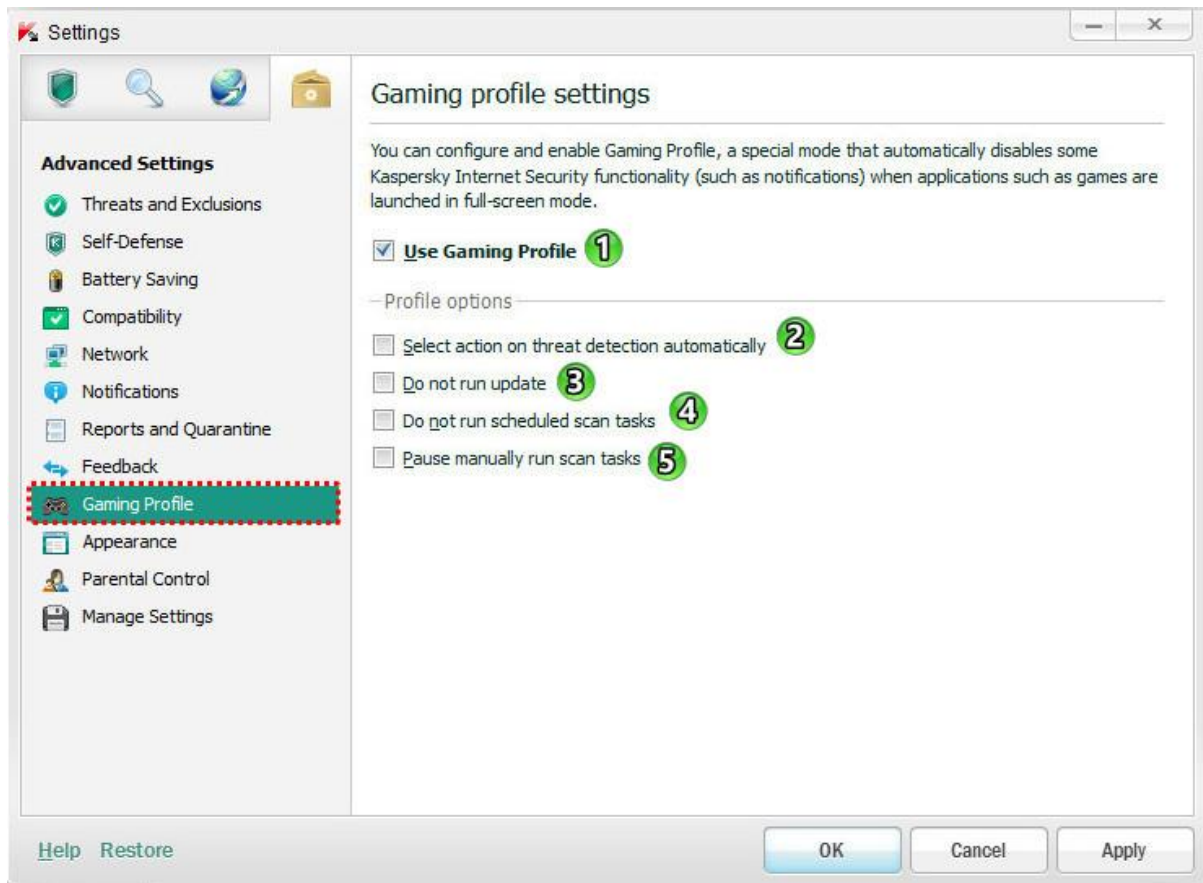 Settings
Advanced Settings
Threats and Exclusions
Self-Defense
Battery Saving
Compatibility
Network
Notifications
Reports and Quarantine
Feedback
Gaming Profile
Appearance
Parental Control
Manage Settings
Gaming profile settings
You can configure and enable Gaming Profile, a special mode that automatically disables some
Kaspersky Internet Security functionality (such as notifications) when applications such as games are
launched in full-screen mode.
Use Gaming Profile 1
Profile options
Select action on threat detection automatically 2
Do not run update 3
Do not run scheduled scan tasks 4
Pause manually run scan tasks 5
Help Restore
OK Cancel Apply